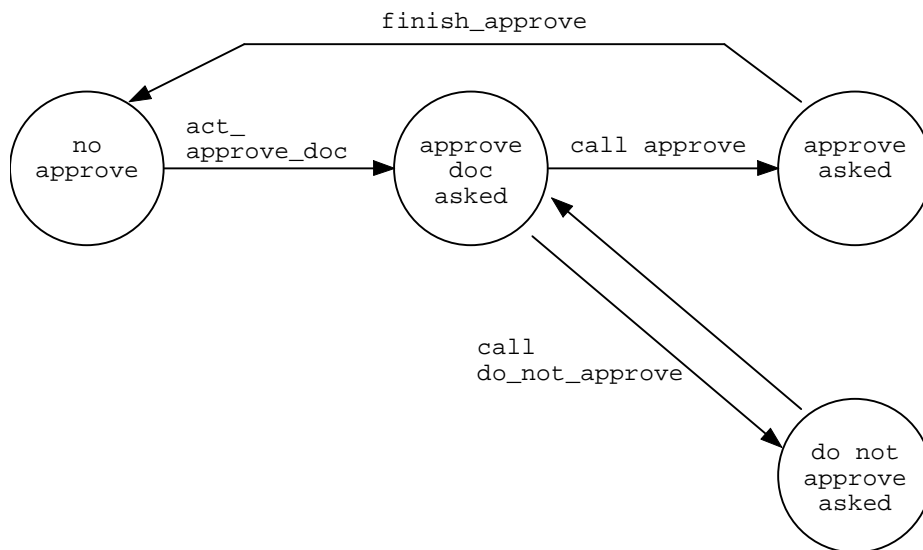 finish_approve
no
approve
act_
approve_doc
approve
doc
asked
call approve
approve
asked
call
do_not_approve
do not
approve
asked